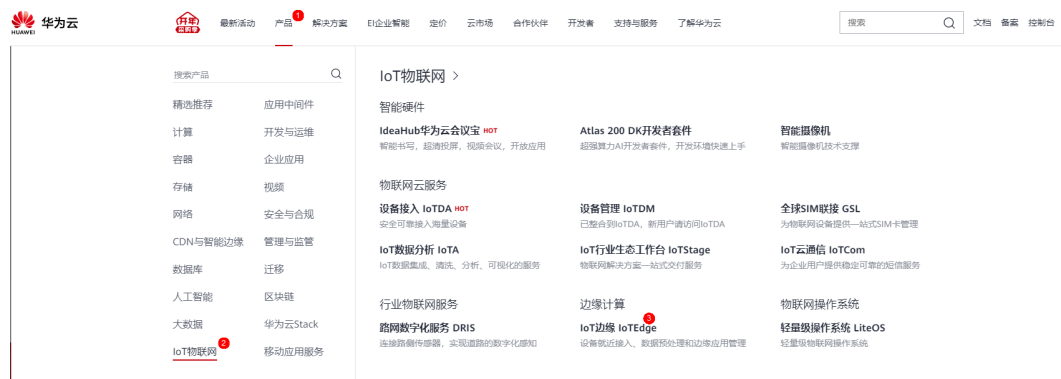 HUAWEI 华为云 开年采购季 最新活动 产品 1 解决方案 EI企业智能 定价 云市场 合作伙伴 开发者 支持与服务 了解华为云 搜索 文档 备案 控制台
搜索产品
精选推荐 应用中间件
计算 开发与运维
容器 企业应用
存储 视频
网络 安全与合规
CDN与智能边缘 管理与监管
数据库 迁移
人工智能 区块链
大数据 华为云Stack
IoT物联网 2 移动应用服务
IoT物联网 >
智能硬件
IdeaHub华为云会议宝 HOT Atlas 200 DK开发者套件 智能摄像机
智能书写，超清投屏，视频会议，开放应用 超强算力AI开发者套件，开发环境快速上手 智能摄像机技术支撑
物联网云服务
设备接入 IoTDA HOT 设备管理 IoTDM 全球SIM联接 GSL
安全可靠接入海量设备 已整合到IoTDA，新用户请访问IoTDA 为物联网设备提供一站式SIM卡管理
IoT数据分析 IoTA IoT行业生态工作台 IoTStage IoT云通信 IoTCom
IoT数据集成、清洗、分析、可视化的服务 物联网解决方案一站式交付服务 为企业用户提供稳定可靠的短信服务
行业物联网服务 边缘计算 物联网操作系统
路网数字化服务 DRIS IoT边缘 IoTEdge 3 轻量级操作系统 LiteOS
连接路侧传感器，实现道路的数字化感知 设备就近接入、数据预处理和边缘应用管理 轻量级物联网操作系统